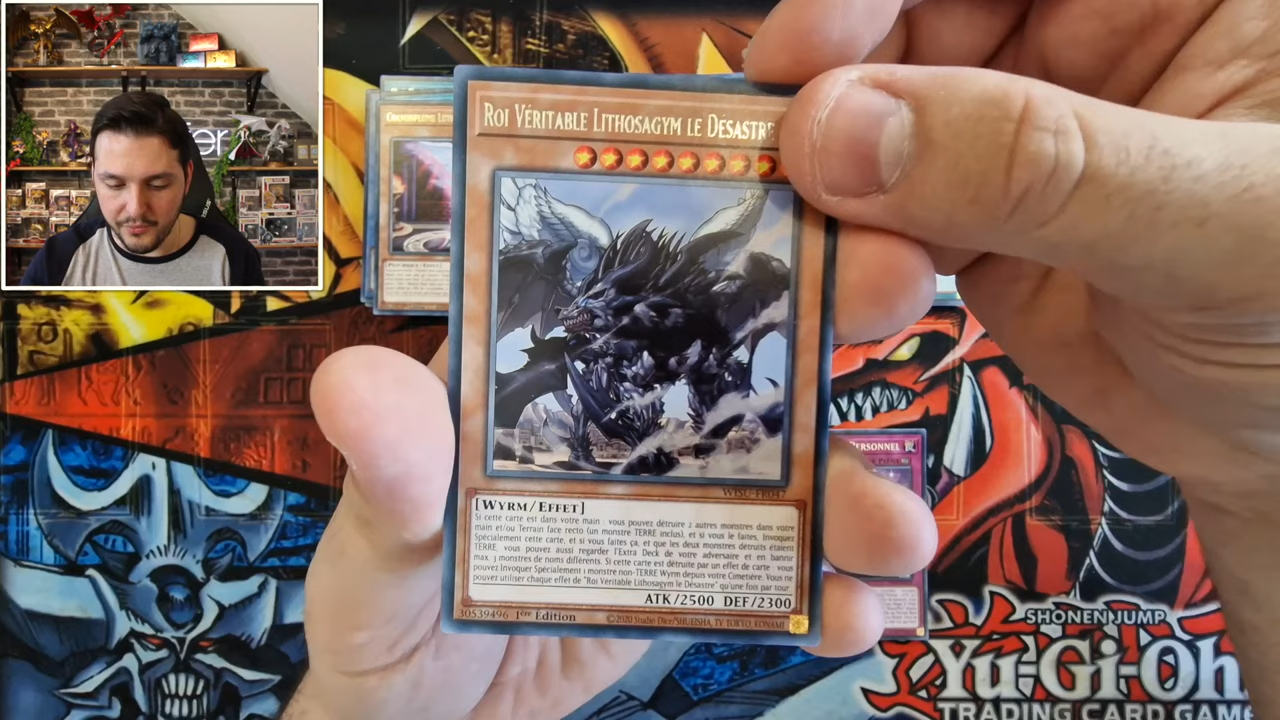 ROI VÉRITABLE LITHOSAGYM LE DÉSASTRE
WISU-FR047
[WYRM/EFFET]
Si cette carte est dans votre main : vous pouvez détruire 2 autres monstres dans votre
main et/ou Terrain face recto (un monstre TERRE inclus), et si vous le faites, Invoquez
Spécialement cette carte, et si vous faites ça, et que les deux monstres détruits étaient
TERRE, vous pouvez aussi regarder l'Extra Deck de votre adversaire et en bannir
max. 3 monstres de noms différents. Si cette carte est détruite par un effet de carte : vous
pouvez Invoquer Spécialement 1 monstre non-TERRE Wyrm depuis votre Cimetière. Vous ne
pouvez utiliser chaque effet de "Roi Véritable Lithosagym le Désastre" qu'une fois par tour.
ATK/2500 DEF/2300
30539496 1ère Édition
©2020 Studio Dice/SHUEISHA, TV TOKYO, KONAMI
PERSONNEL
SHONEN JUMP
Yu-Gi-Oh
TRADING CARD GAME